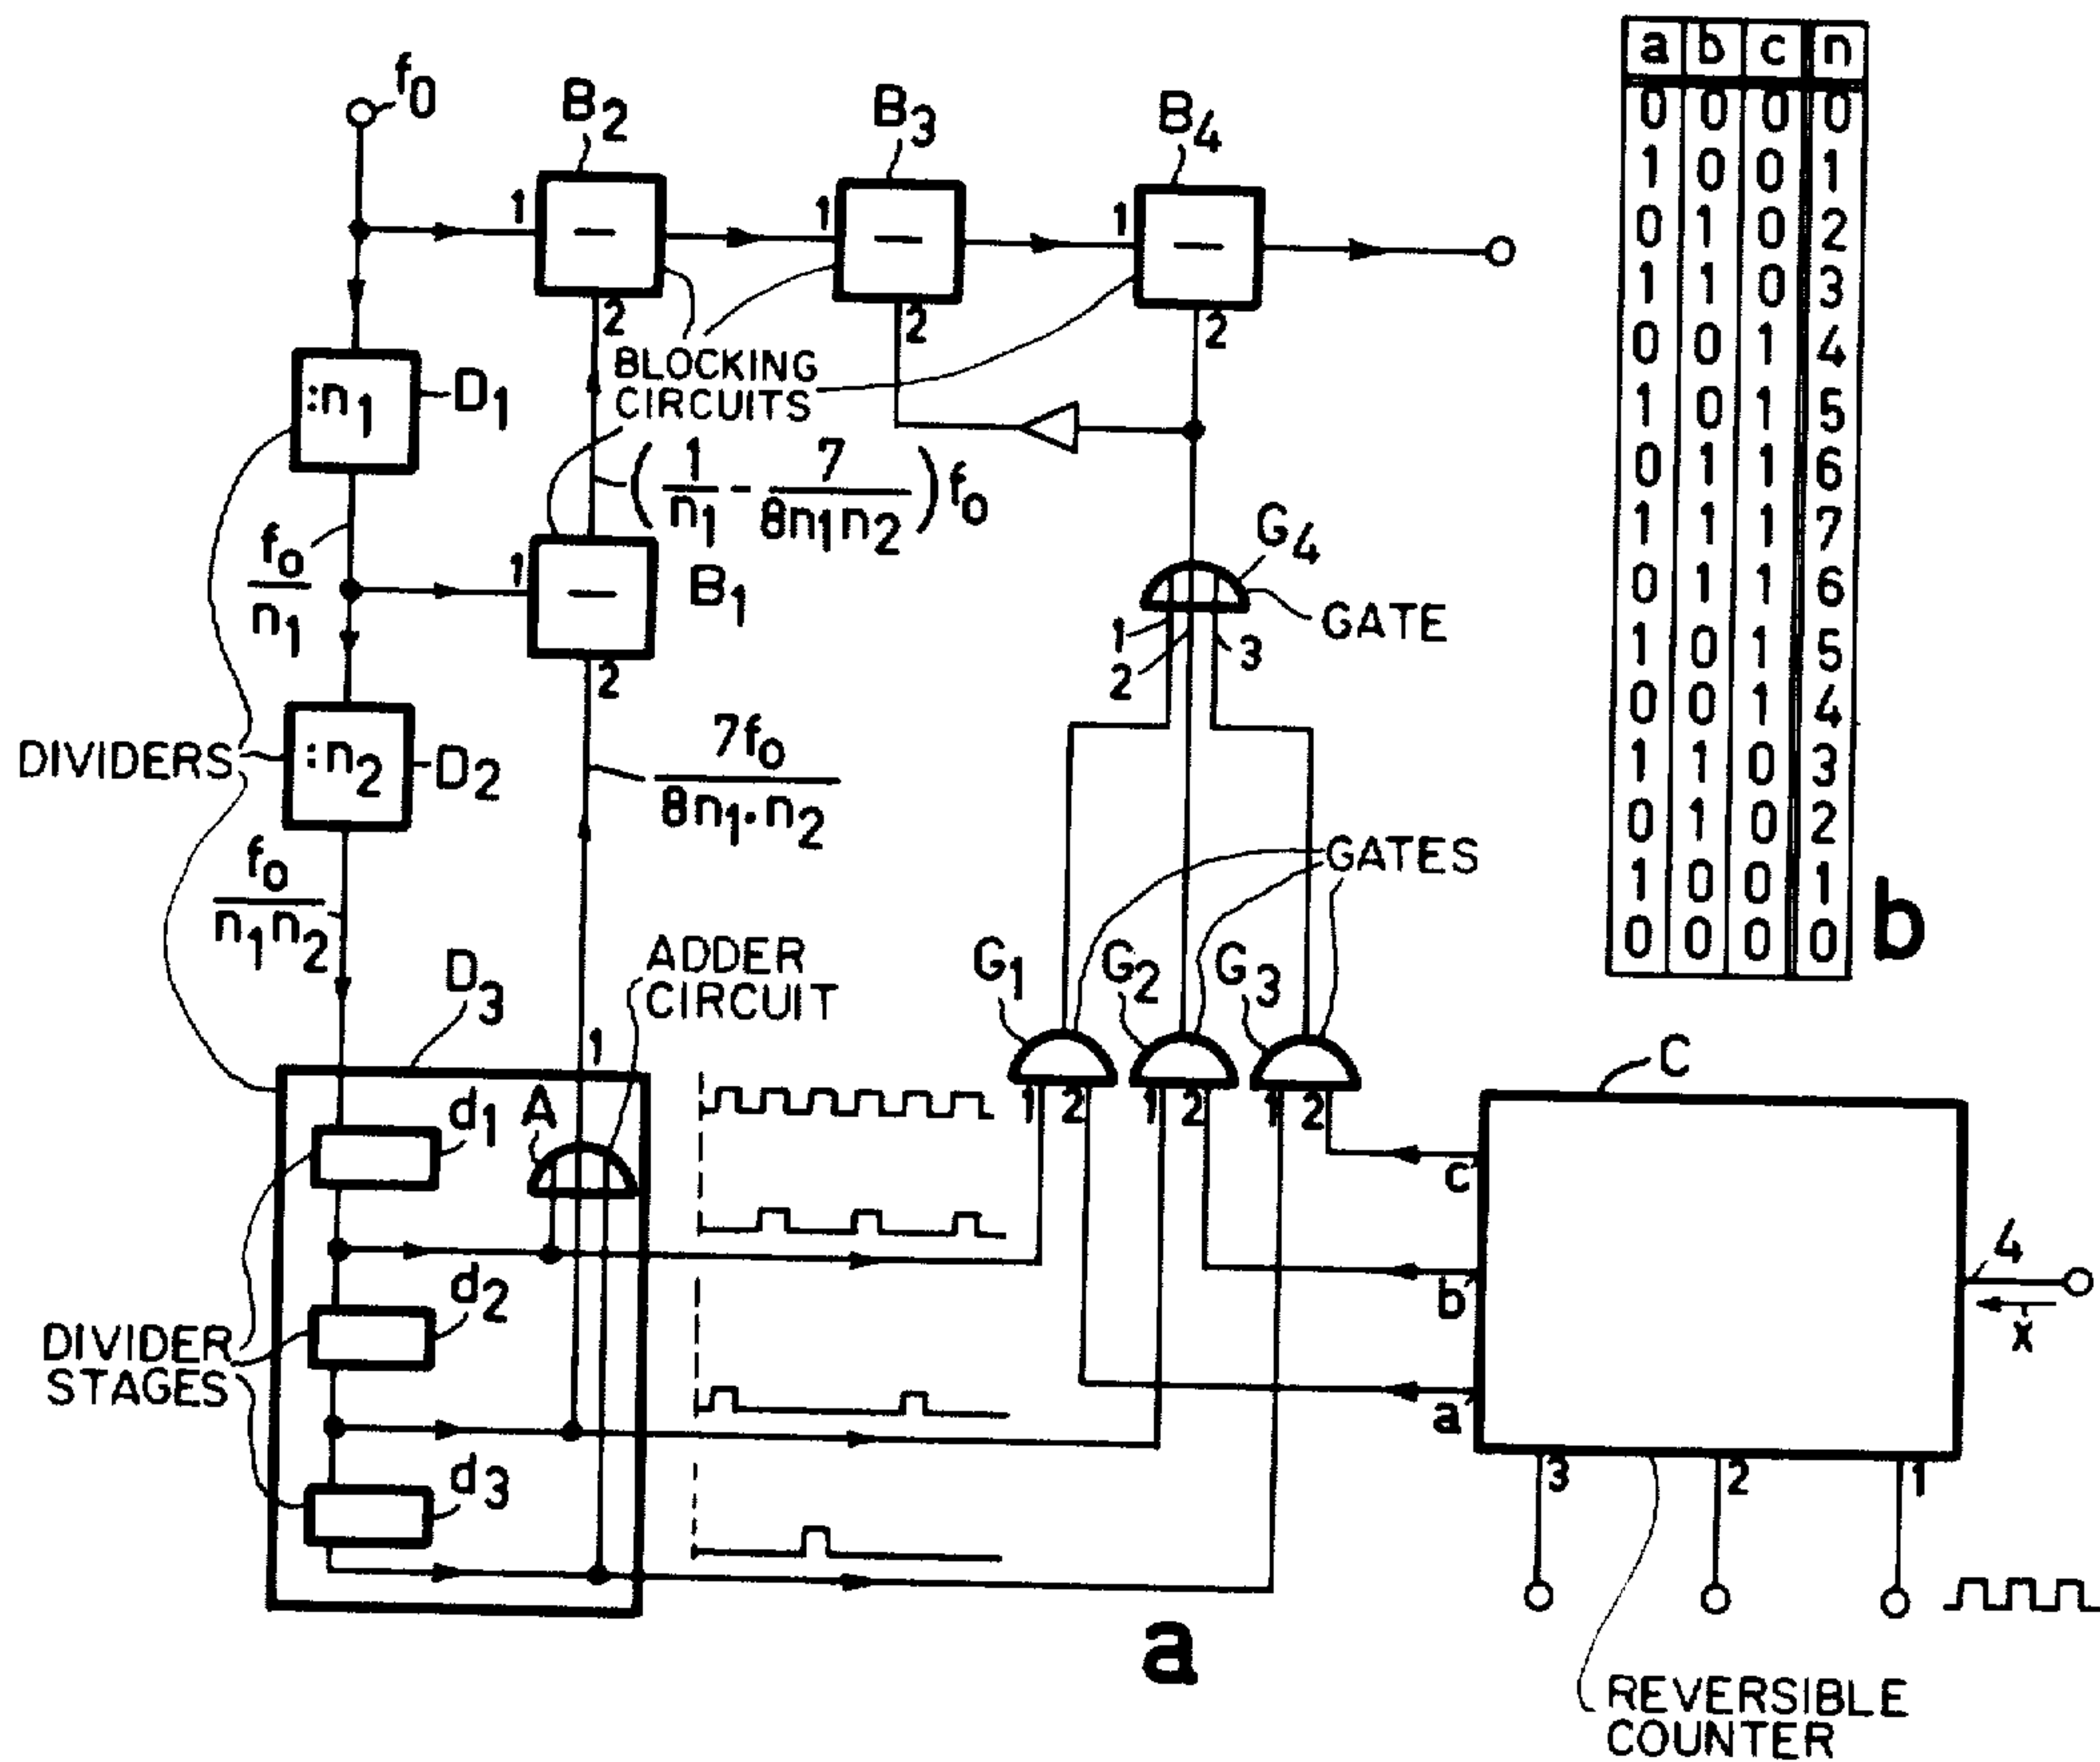 f0
B2
B3
B4
1
2
1
2
1
2
BLOCKING
CIRCUITS
:n1
D1
(1/n1 - 7/8n1n2)f0
f0/n1
1
B1
2
G4
GATE
1
2
3
DIVIDERS
:n2
D2
7f0/8n1.n2
f0/n1n2
D3
ADDER
CIRCUIT
1
A
d1
d2
d3
DIVIDER
STAGES
GATES
G1
G2
G3
1 2
1 2
1 2
C
c
b
a
4
x
3
2
1
REVERSIBLE
COUNTER
a
a b c n
0 0 0 0
1 0 0 1
0 1 0 2
1 1 0 3
0 0 1 4
1 0 1 5
0 1 1 6
1 1 1 7
0 1 1 6
1 0 1 5
0 0 1 4
1 1 0 3
0 1 0 2
1 0 0 1
0 0 0 0
b